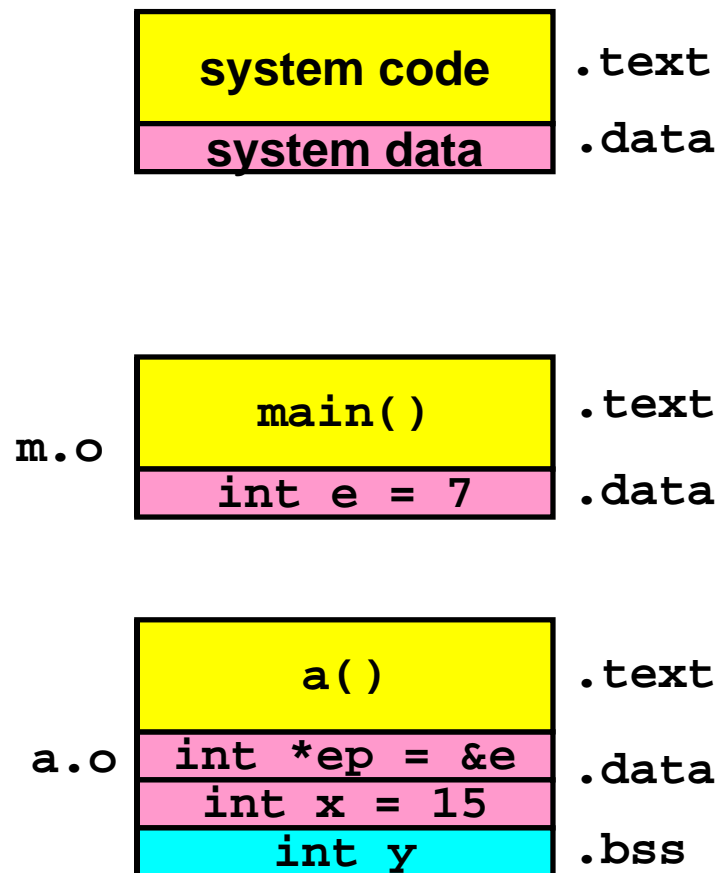 system code .text
system data .data
main() .text
m.o
int e = 7 .data
a() .text
a.o int *ep = &e .data
int x = 15
int y .bss